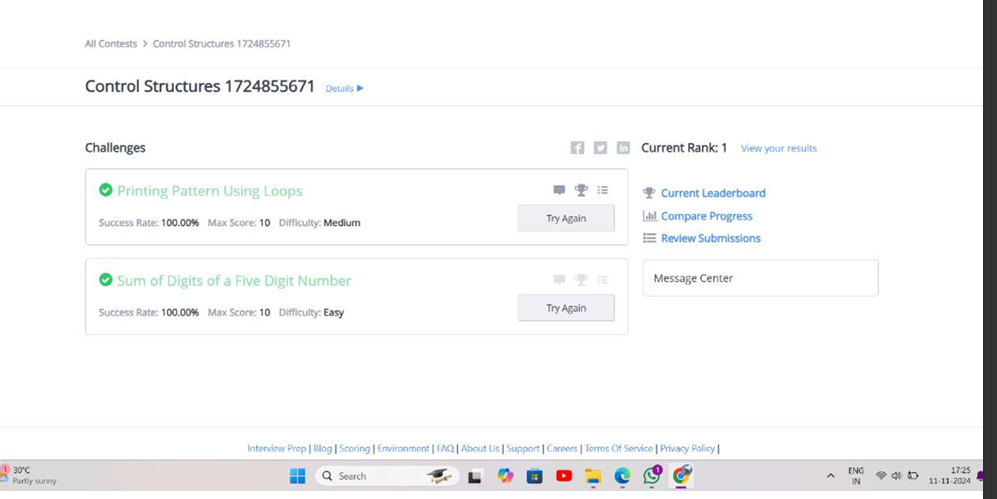 All Contests > Control Structures 1724855671
Control Structures 1724855671 Details ▶
Challenges
Current Rank: 1 View your results
Printing Pattern Using Loops
Success Rate: 100.00% Max Score: 10 Difficulty: Medium
Try Again
Sum of Digits of a Five Digit Number
Success Rate: 100.00% Max Score: 10 Difficulty: Easy
Try Again
Current Leaderboard
Compare Progress
Review Submissions
Message Center
Interview Prep | Blog | Scoring | Environment | FAQ | About Us | Support | Careers | Terms Of Service | Privacy Policy |
1
30°C
Partly sunny
Search
1
ENG
IN
17:25
11-11-2024